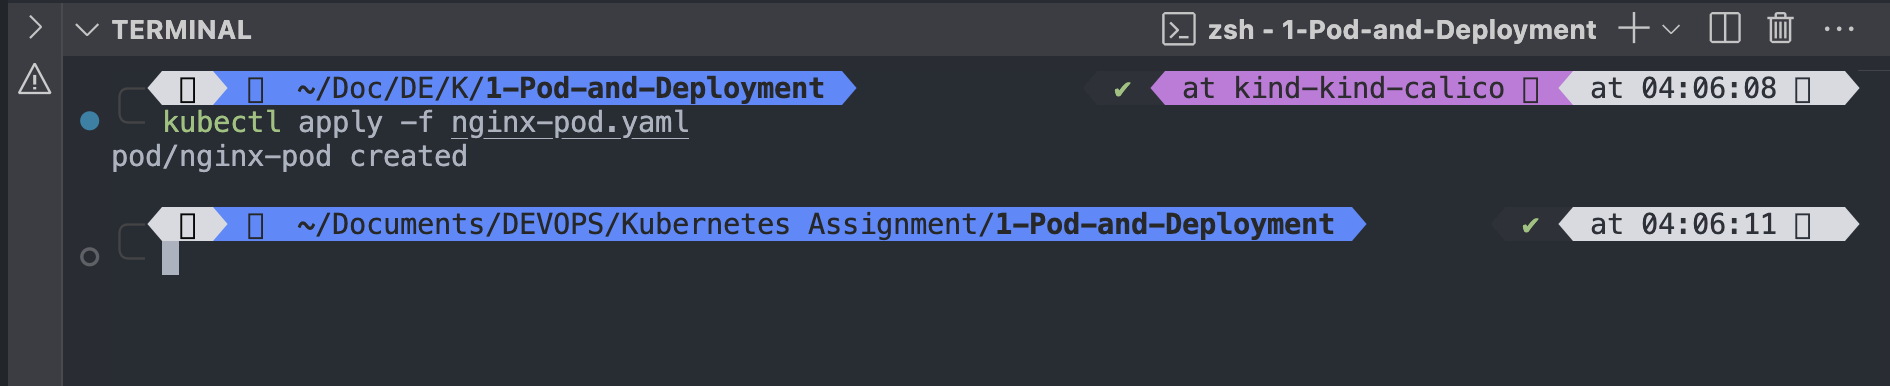 TERMINAL
zsh - 1-Pod-and-Deployment
~/Doc/DE/K/1-Pod-and-Deployment ✔ at kind-kind-calico at 04:06:08
kubectl apply -f nginx-pod.yaml
pod/nginx-pod created
~/Documents/DEVOPS/Kubernetes Assignment/1-Pod-and-Deployment ✔ at 04:06:11